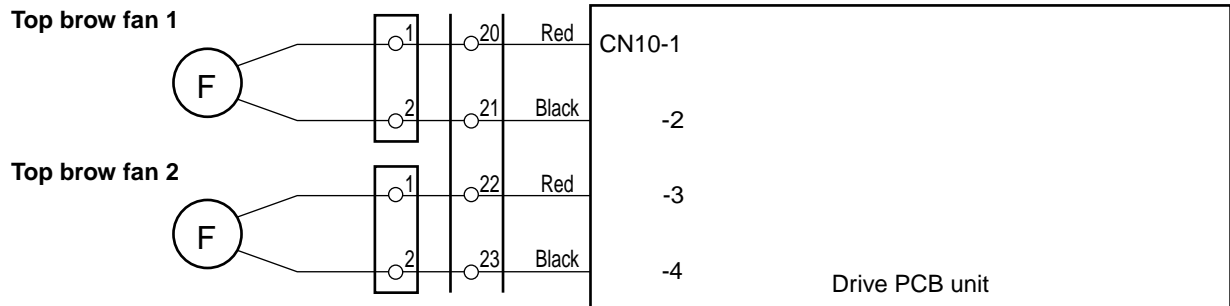 Top brow fan 1
F
1
20
Red
CN10-1
2
21
Black
-2
Top brow fan 2
F
1
22
Red
-3
2
23
Black
-4
Drive PCB unit